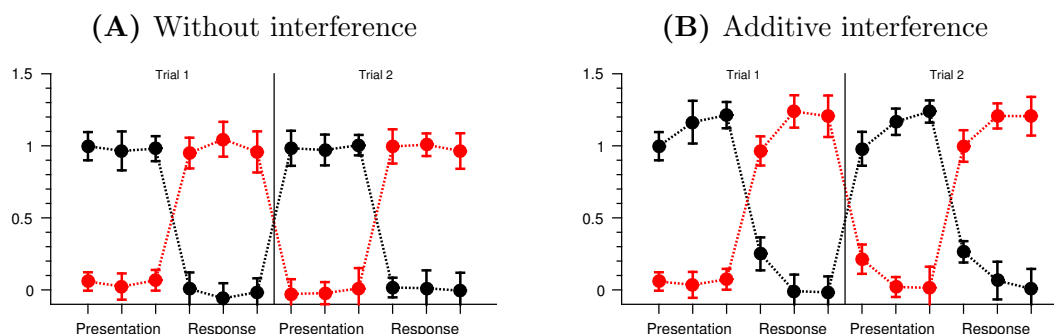 (A) Without interference
Trial 1
Trial 2
1.5
1
0.5
0
Presentation Response Presentation Response
(B) Additive interference
Trial 1
Trial 2
1.5
1
0.5
0
Presentation Response Presentation Response